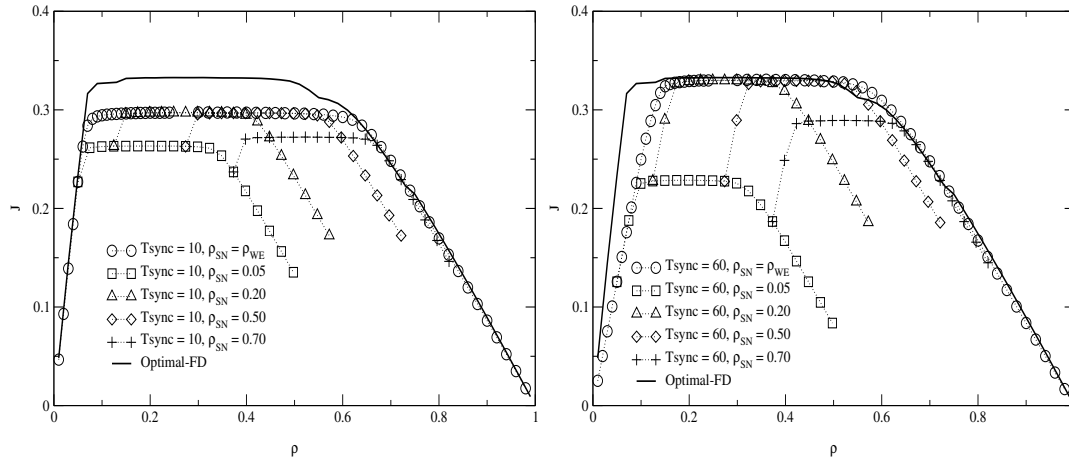 0.4
0.3
0.2
0.1
0
J
0 0.2 0.4 0.6 0.8 1
ρ
Tsync = 10, ρSN = ρWE
Tsync = 10, ρSN = 0.05
Tsync = 10, ρSN = 0.20
Tsync = 10, ρSN = 0.50
Tsync = 10, ρSN = 0.70
Optimal-FD
0.4
0.3
0.2
0.1
0
J
0 0.2 0.4 0.6 0.8
ρ
Tsync = 60, ρSN = ρWE
Tsync = 60, ρSN = 0.05
Tsync = 60, ρSN = 0.20
Tsync = 60, ρSN = 0.50
Tsync = 60, ρSN = 0.70
Optimal-FD